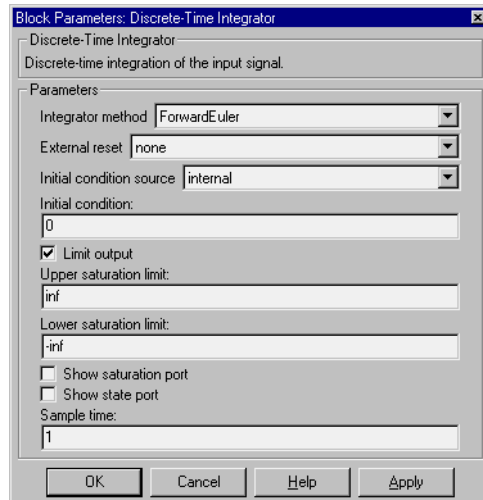 Block Parameters: Discrete-Time Integrator
Discrete-Time Integrator
Discrete-time integration of the input signal.
Parameters
Integrator method ForwardEuler
External reset none
Initial condition source internal
Initial condition:
0
Limit output
Upper saturation limit:
inf
Lower saturation limit:
-inf
Show saturation port
Show state port
Sample time:
1
OK Cancel Help Apply